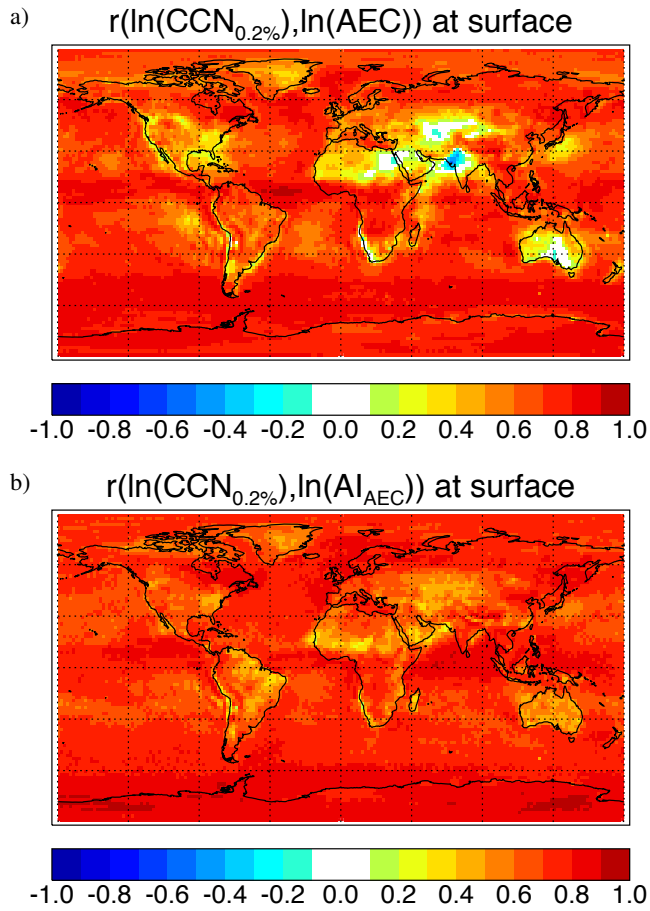 a)
r(ln(CCN0.2%),ln(AEC)) at surface
-1.0 -0.8 -0.6 -0.4 -0.2 0.0 0.2 0.4 0.6 0.8 1.0
b)
r(ln(CCN0.2%),ln(AIAEC)) at surface
-1.0 -0.8 -0.6 -0.4 -0.2 0.0 0.2 0.4 0.6 0.8 1.0